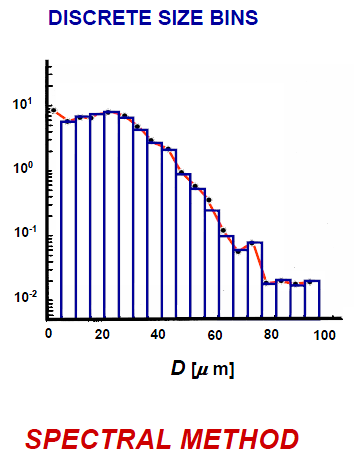 DISCRETE SIZE BINS
10¹
10⁰
10⁻¹
10⁻²
0 20 40 60 80 100
D [μ m]
SPECTRAL METHOD